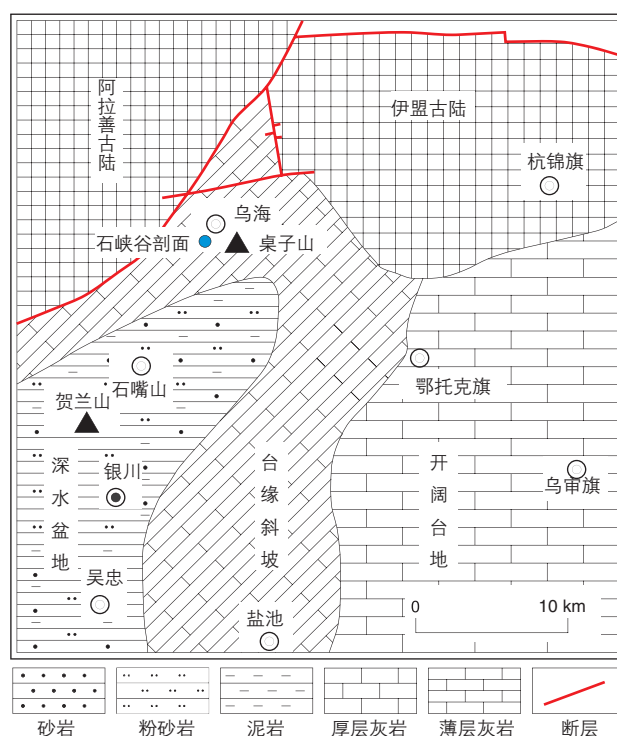 阿拉善古陆
伊盟古陆
杭锦旗
乌海
石峡谷剖面
桌子山
石嘴山
鄂托克旗
贺兰山
深水盆地
银川
台缘斜坡
开阔台地
乌审旗
吴忠
盐池
0 10 km
砂岩 粉砂岩 泥岩 厚层灰岩 薄层灰岩 断层